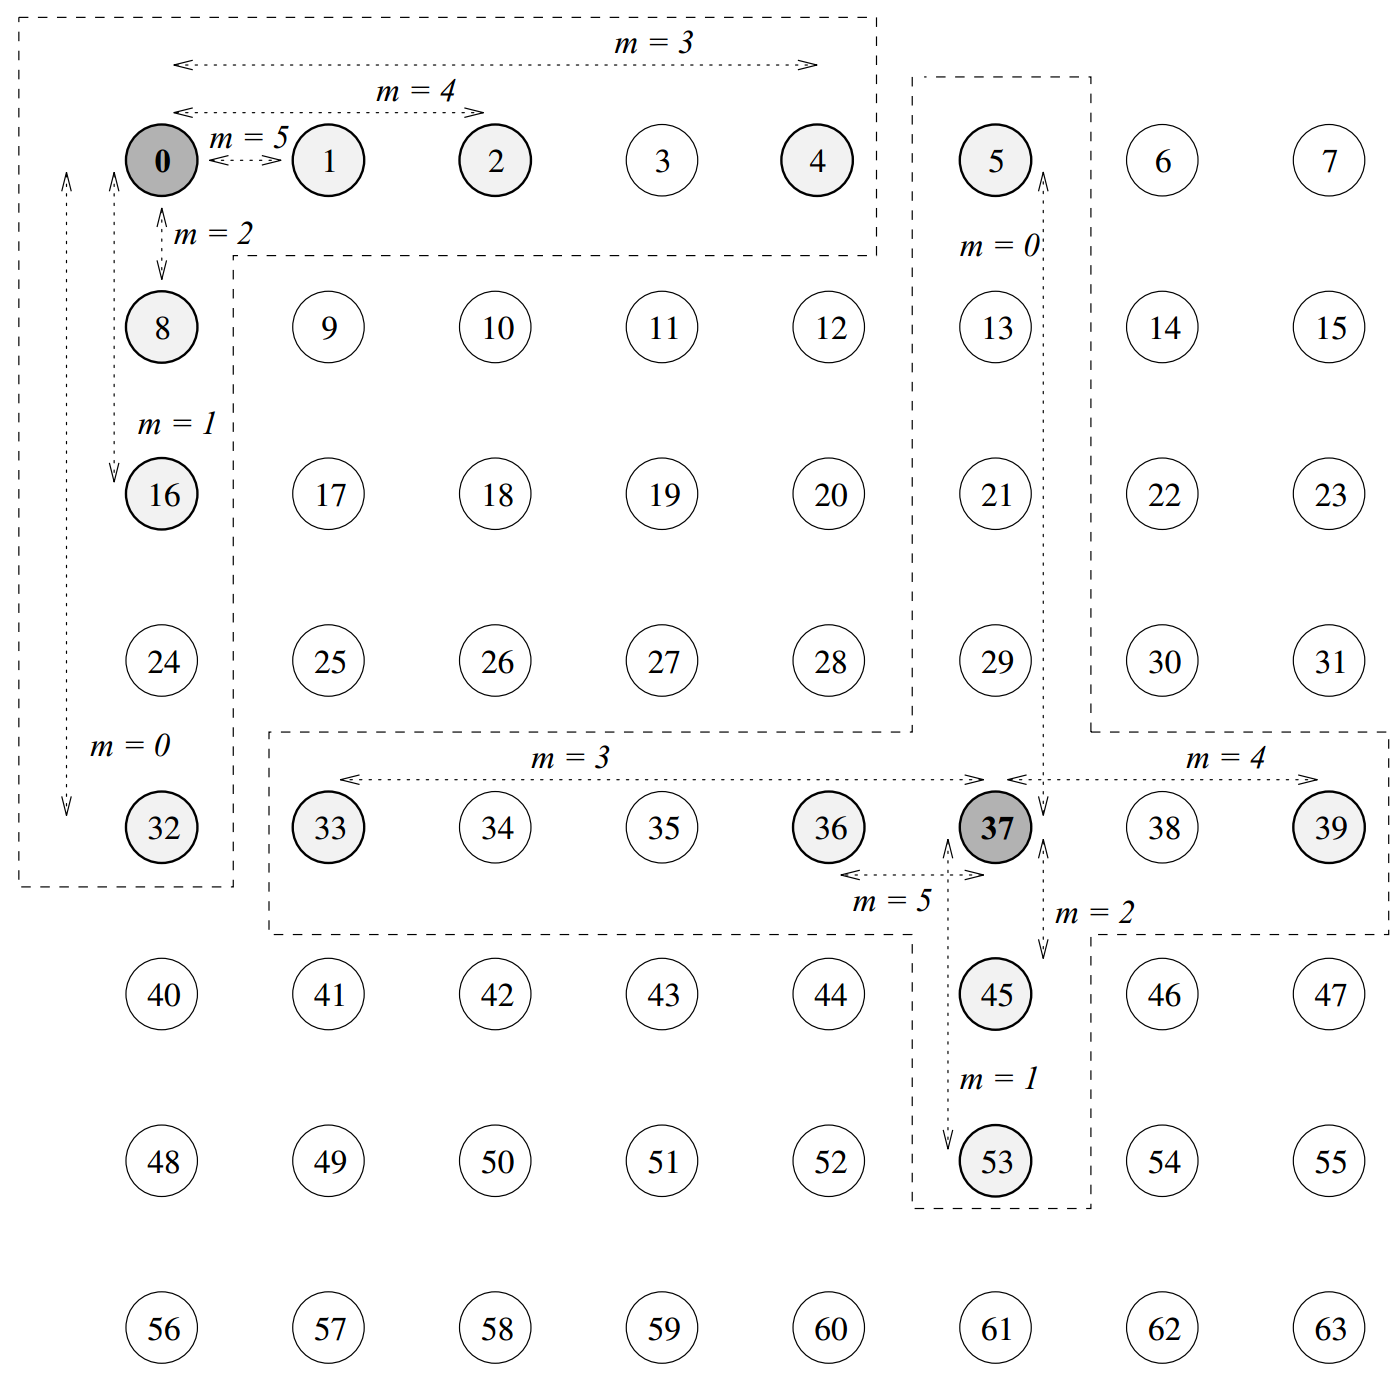 m = 3
m = 4
m = 5
0 1 2 3 4 5 6 7
m = 2
m = 0
8 9 10 11 12 13 14 15
m = 1
16 17 18 19 20 21 22 23
24 25 26 27 28 29 30 31
m = 0
m = 3
m = 4
32 33 34 35 36 37 38 39
m = 5
m = 2
40 41 42 43 44 45 46 47
m = 1
48 49 50 51 52 53 54 55
56 57 58 59 60 61 62 63